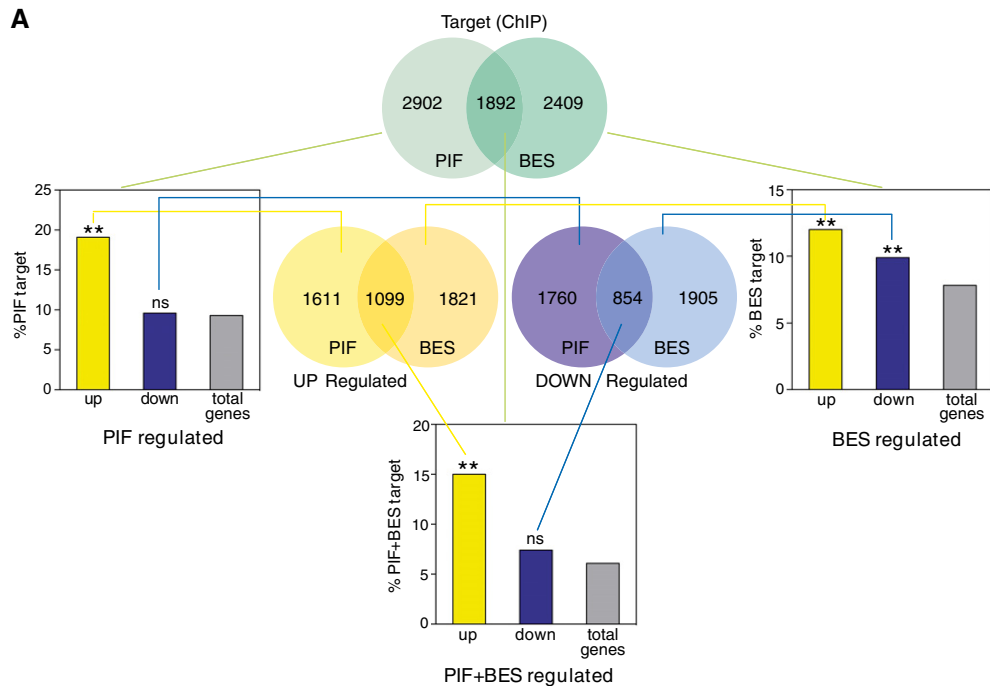 A
Target (ChIP)
2902 1892 2409
PIF BES
25
20
15
10
5
0
%PIF target
**
ns
up down total genes
PIF regulated
1611 1099 1821
PIF BES
UP Regulated
1760 854 1905
PIF BES
DOWN Regulated
15
10
5
0
% BES target
**
**
up down total genes
BES regulated
20
15
10
5
0
% PIF+BES target
**
ns
up down total genes
PIF+BES regulated